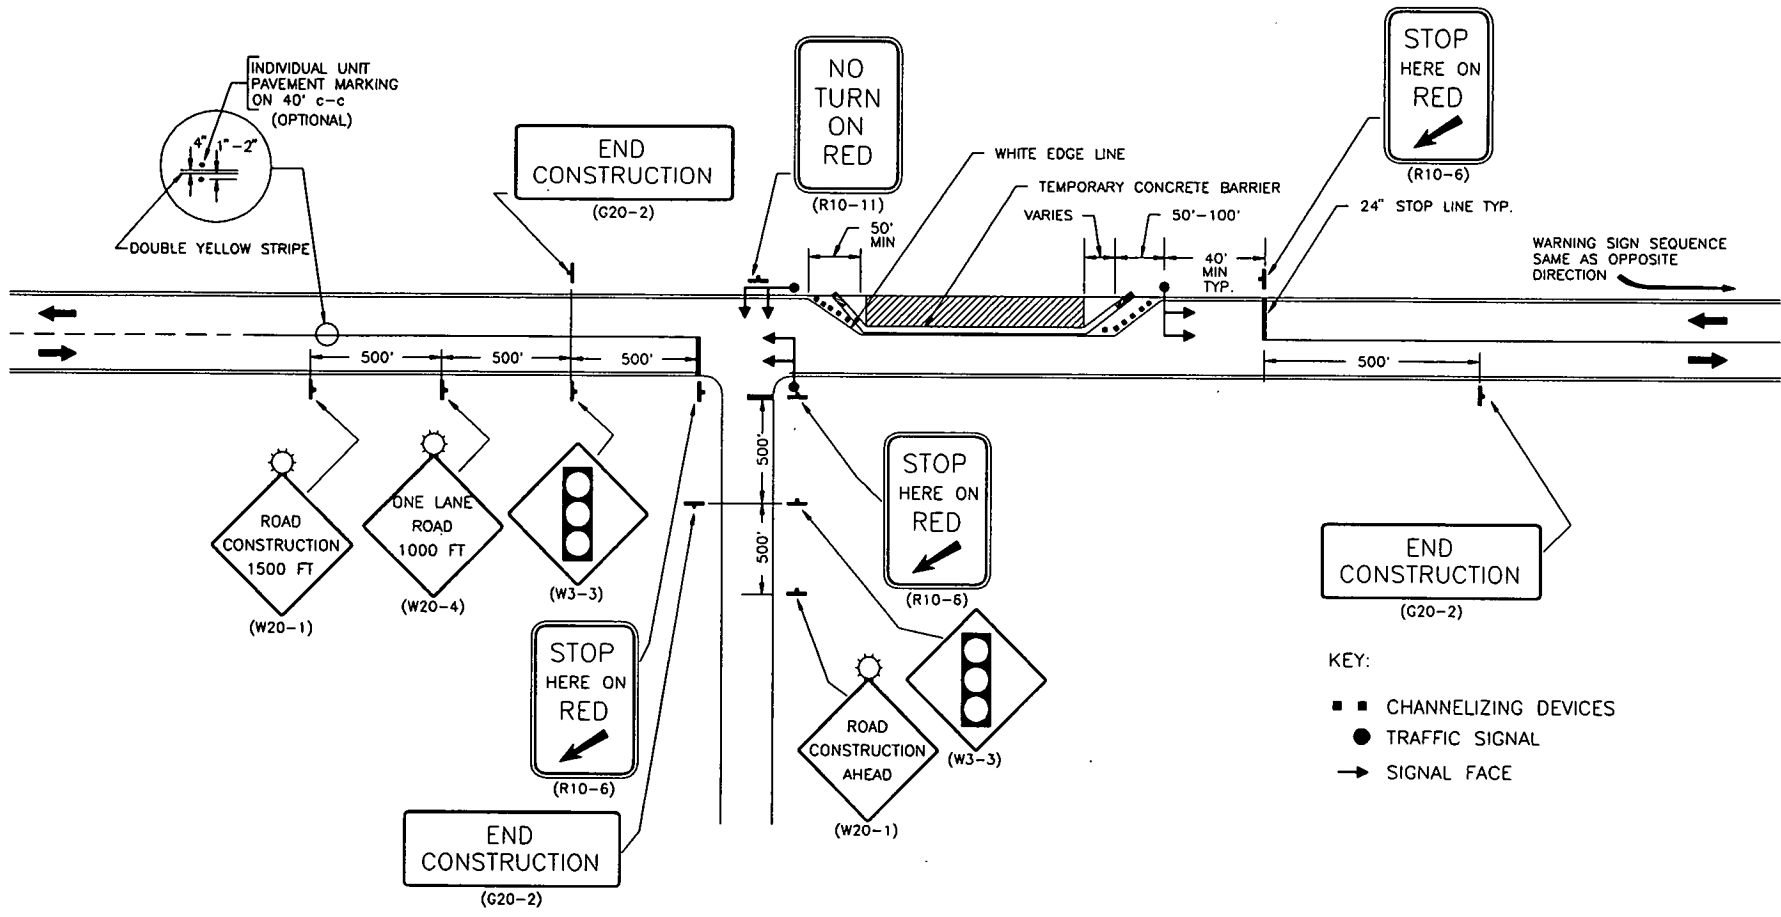 INDIVIDUAL UNIT
PAVEMENT MARKING
ON 40' c-c
(OPTIONAL)
4"
1"-2"
DOUBLE YELLOW STRIPE
END
CONSTRUCTION
(G20-2)
NO
TURN
ON
RED
(R10-11)
WHITE EDGE LINE
TEMPORARY CONCRETE BARRIER
VARIES
50'-100'
50'
MIN
40'
MIN
TYP.
STOP
HERE ON
RED
(R10-6)
24" STOP LINE TYP.
WARNING SIGN SEQUENCE
SAME AS OPPOSITE
DIRECTION
500'
500'
500'
500'
500'
500'
ROAD
CONSTRUCTION
1500 FT
(W20-1)
ONE LANE
ROAD
1000 FT
(W20-4)
(W3-3)
STOP
HERE ON
RED
(R10-6)
STOP
HERE ON
RED
(R10-6)
END
CONSTRUCTION
(G20-2)
ROAD
CONSTRUCTION
AHEAD
(W20-1)
(W3-3)
END
CONSTRUCTION
(G20-2)
KEY:
CHANNELIZING DEVICES
TRAFFIC SIGNAL
SIGNAL FACE